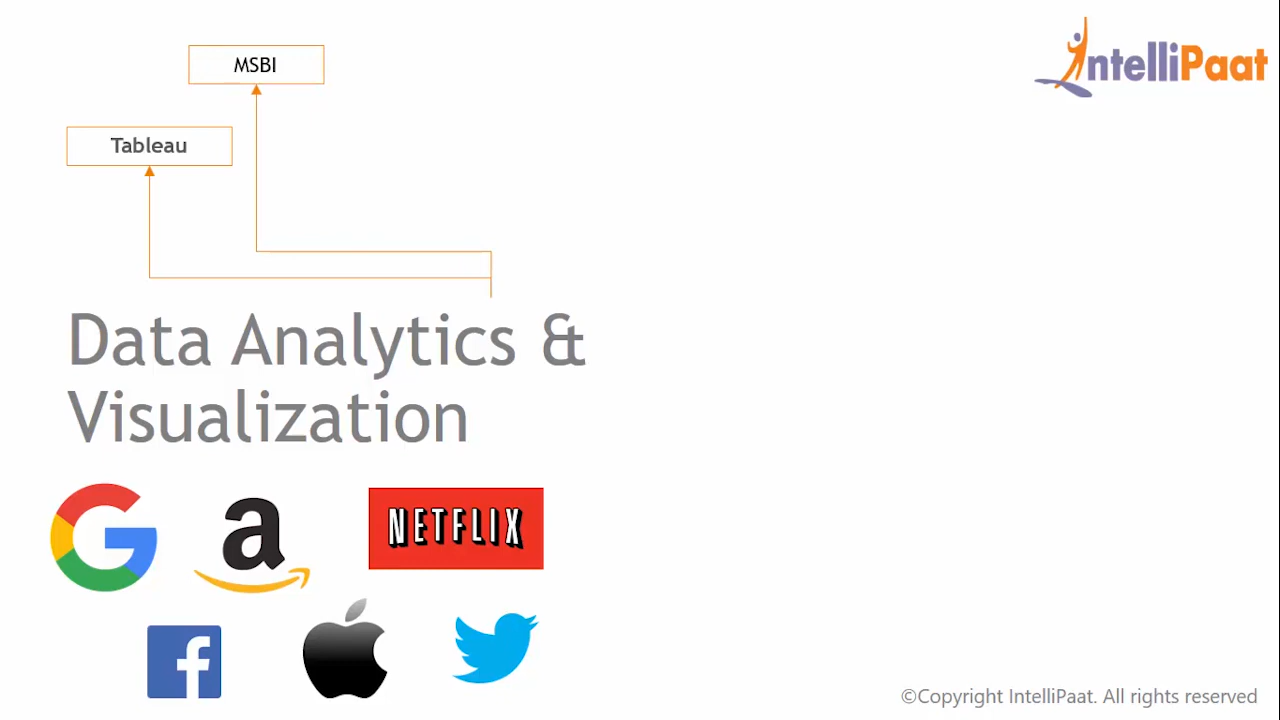 MSBI
IntelliPaat
Tableau
Data Analytics &
Visualization
NETFLIX
©Copyright IntelliPaat. All rights reserved